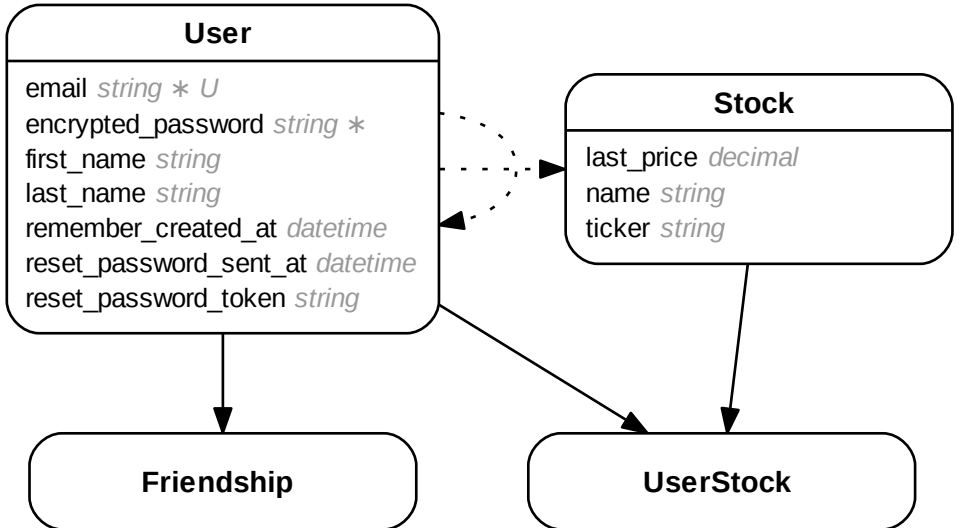 User
email string ∗ U
encrypted_password string ∗
first_name string
last_name string
remember_created_at datetime
reset_password_sent_at datetime
reset_password_token string
Stock
last_price decimal
name string
ticker string
Friendship
UserStock